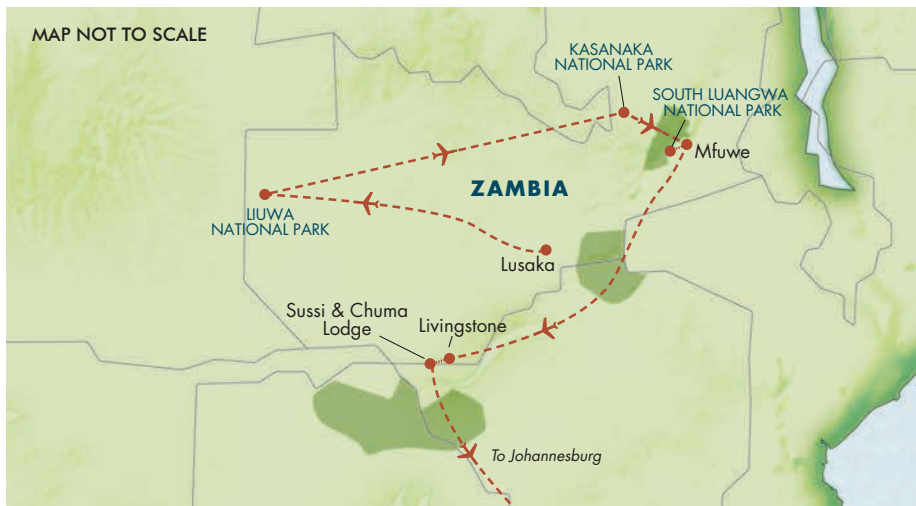 MAP NOT TO SCALE
KASANAKA
NATIONAL PARK
SOUTH LUANGWA
NATIONAL PARK
Mfuwe
ZAMBIA
LIUWA
NATIONAL PARK
Lusaka
Sussi & Chuma
Lodge
Livingstone
To Johannesburg